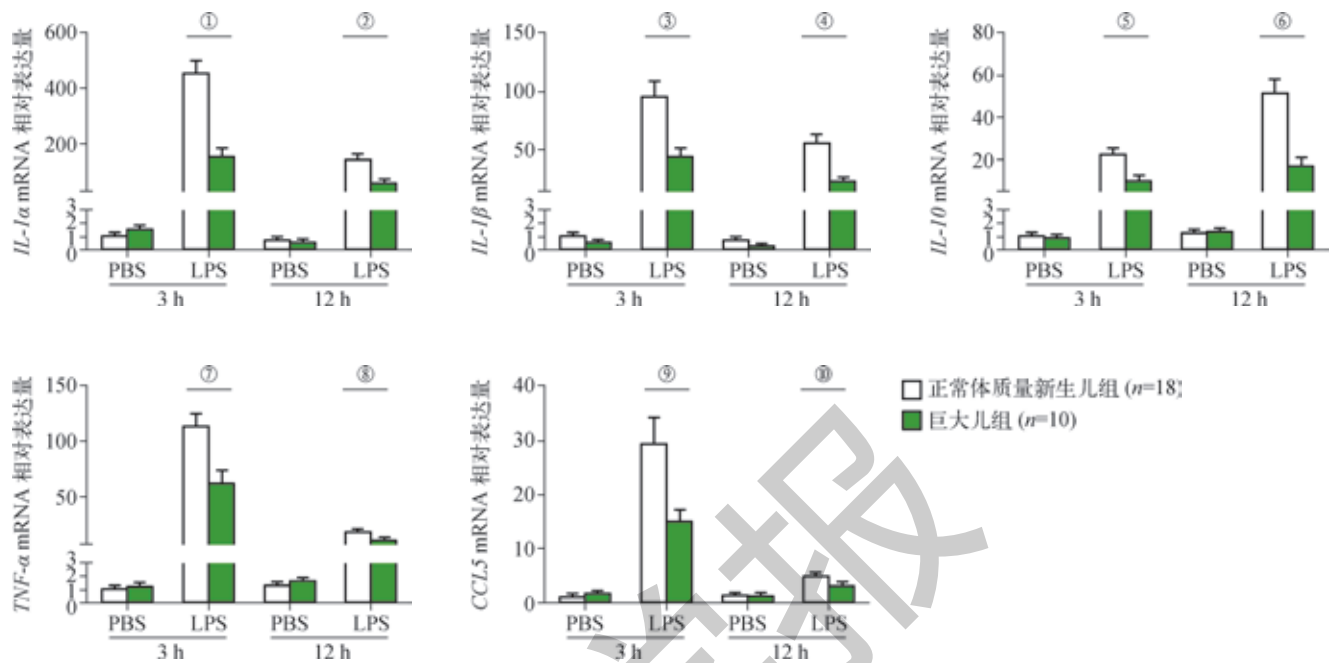 ① ②
IL-1α mRNA 相对表达量
600
400
200
3
2
1
0
PBS LPS PBS LPS
3 h 12 h
③ ④
IL-1β mRNA 相对表达量
150
100
50
3
2
1
0
PBS LPS PBS LPS
3 h 12 h
⑤ ⑥
IL-10 mRNA 相对表达量
80
60
40
20
3
2
1
0
PBS LPS PBS LPS
3 h 12 h
⑦ ⑧
TNF-α mRNA 相对表达量
150
100
50
3
2
1
0
PBS LPS PBS LPS
3 h 12 h
⑨ ⑩
CCL5 mRNA 相对表达量
40
30
20
10
0
PBS LPS PBS LPS
3 h 12 h
正常体质量新生儿组 (n=18)
巨大儿组 (n=10)
学报